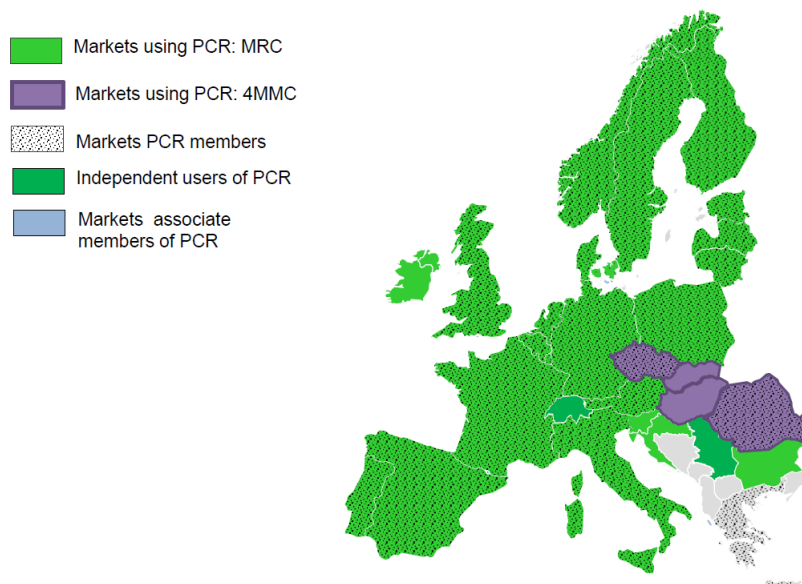 Markets using PCR: MRC
Markets using PCR: 4MMC
Markets PCR members
Independent users of PCR
Markets associate
members of PCR